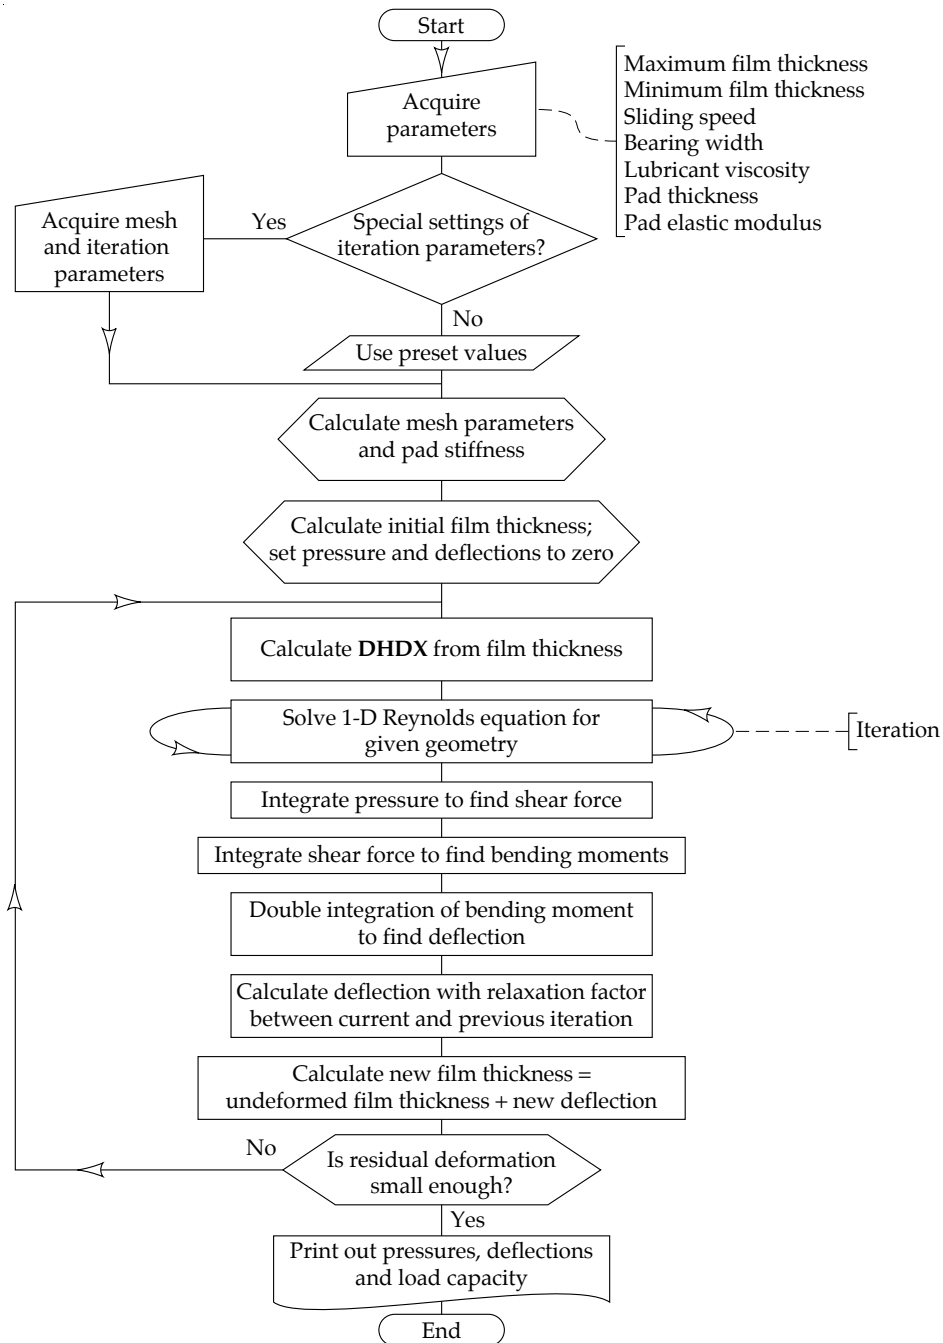 Start
Acquire
parameters
Maximum film thickness
Minimum film thickness
Sliding speed
Bearing width
Lubricant viscosity
Pad thickness
Pad elastic modulus
Acquire mesh
and iteration
parameters
Yes
Special settings of
iteration parameters?
No
Use preset values
Calculate mesh parameters
and pad stiffness
Calculate initial film thickness;
set pressure and deflections to zero
Calculate DHDX from film thickness
Solve 1-D Reynolds equation for
given geometry
Iteration
Integrate pressure to find shear force
Integrate shear force to find bending moments
Double integration of bending moment
to find deflection
Calculate deflection with relaxation factor
between current and previous iteration
Calculate new film thickness =
undeformed film thickness + new deflection
No
Is residual deformation
small enough?
Yes
Print out pressures, deflections
and load capacity
End